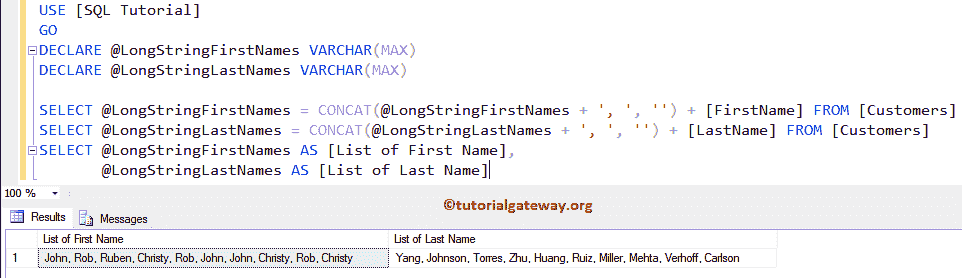 USE [SQL Tutorial]
GO
DECLARE @LongStringFirstNames VARCHAR(MAX)
DECLARE @LongStringLastNames VARCHAR(MAX)
SELECT @LongStringFirstNames = CONCAT(@LongStringFirstNames + ', ', '') + [FirstName] FROM [Customers]
SELECT @LongStringLastNames = CONCAT(@LongStringLastNames + ', ', '') + [LastName] FROM [Customers]
SELECT @LongStringFirstNames AS [List of First Name],
@LongStringLastNames AS [List of Last Name]
100 %
©tutorialgateway.org
Results Messages
List of First Name List of Last Name
1 John, Rob, Ruben, Christy, Rob, John, John, Christy, Rob, Christy Yang, Johnson, Torres, Zhu, Huang, Ruiz, Miller, Mehta, Verhoff, Carlson